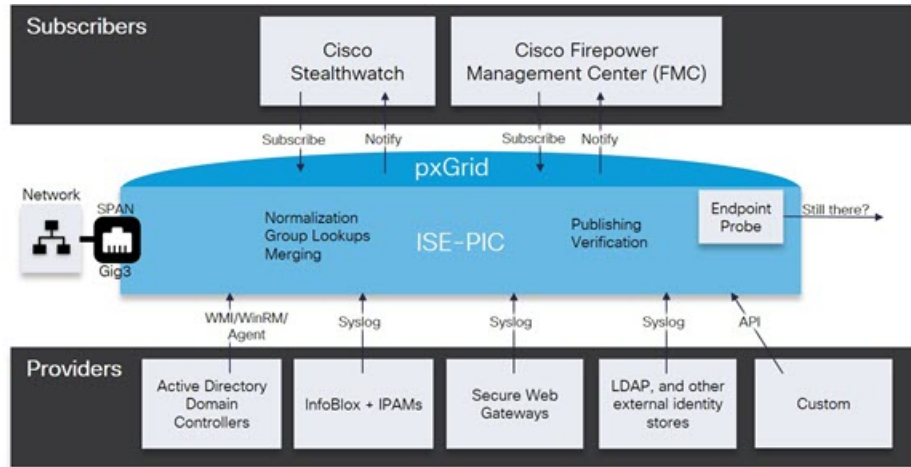 Subscribers
Cisco
Stealthwatch
Cisco Firepower
Management Center (FMC)
Subscribe
Notify
Subscribe
Notify
pxGrid
Network
SPAN
Gig3
Normalization
Group Lookups
Merging
ISE-PIC
Publishing
Verification
Endpoint
Probe
Still there?
WMI/WinRM/
Agent
Syslog
Syslog
Syslog
API
Providers
Active Directory
Domain
Controllers
InfoBlox + IPAMs
Secure Web
Gateways
LDAP, and other
external identity
stores
Custom